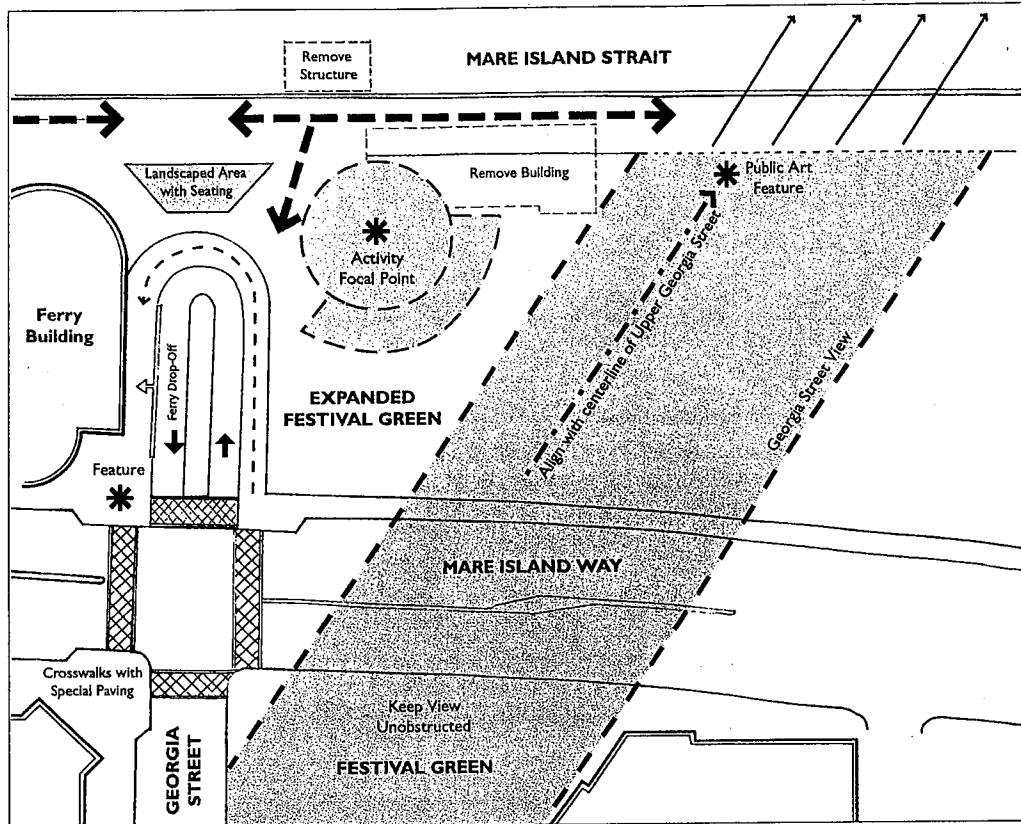 Remove
Structure
MARE ISLAND STRAIT
Landscaped Area
with Seating
Remove Building
Public Art
Feature
Activity
Focal Point
Ferry
Building
Ferry Drop-Off
Align with centerline of Upper Georgia Street
Georgia Street View
EXPANDED
FESTIVAL GREEN
Feature
MARE ISLAND WAY
Crosswalks with
Special Paving
Keep View
Unobstructed
GEORGIA
STREET
FESTIVAL GREEN